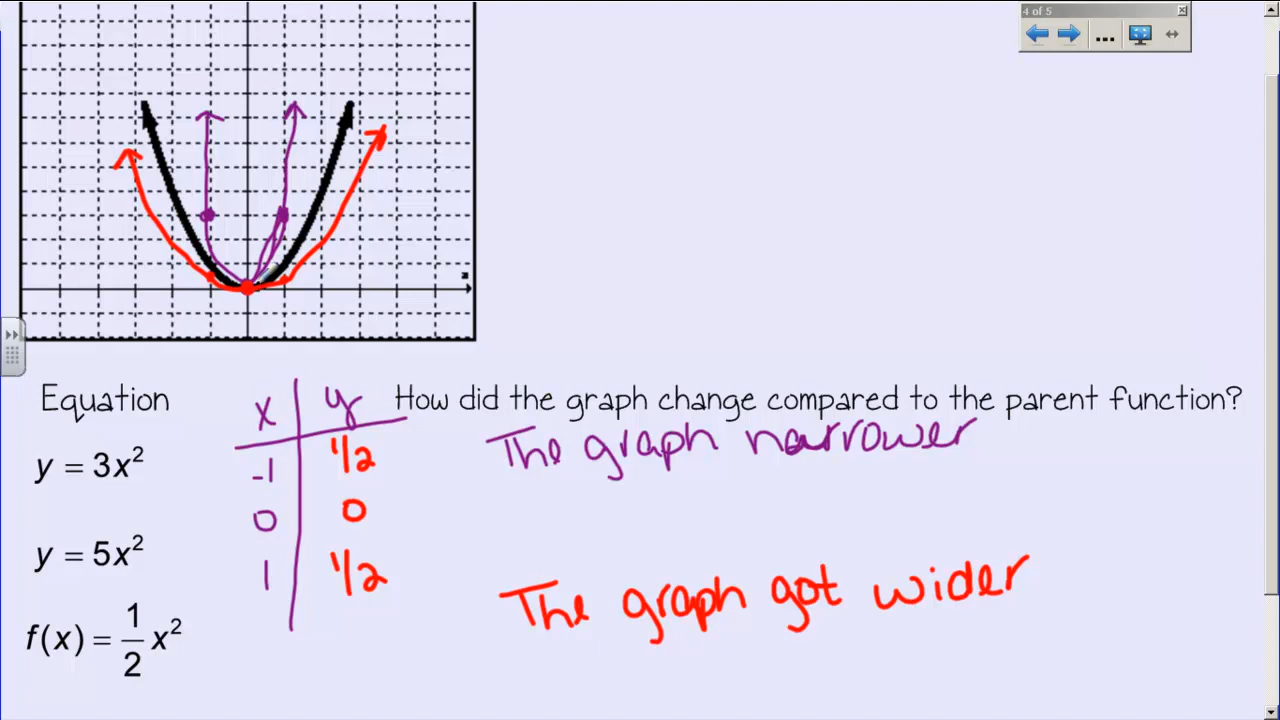 4 of 5
Equation
How did the graph change compared to the parent function?
x y
The graph narrower
y = 3x²
-1 1/2
0 0
y = 5x²
1 1/2
The graph got wider
f(x) = 1/2 x²